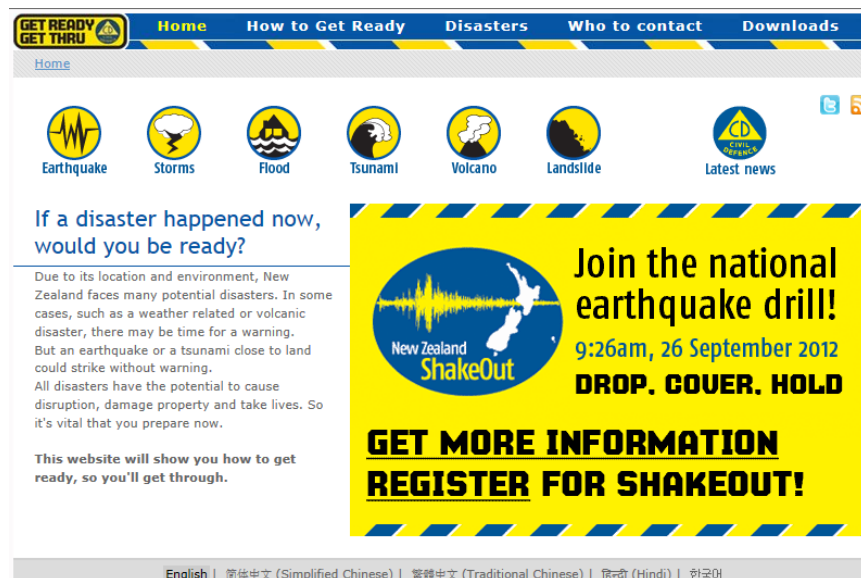 GET READY
GET THRU
Home How to Get Ready Disasters Who to contact Downloads
Home
Earthquake Storms Flood Tsunami Volcano Landslide Latest news
CD
CIVIL
DEFENCE
If a disaster happened now,
would you be ready?
Due to its location and environment, New
Zealand faces many potential disasters. In some
cases, such as a weather related or volcanic
disaster, there may be time for a warning.
But an earthquake or a tsunami close to land
could strike without warning.
All disasters have the potential to cause
disruption, damage property and take lives. So
it's vital that you prepare now.
This website will show you how to get
ready, so you'll get through.
New Zealand
ShakeOut
Join the national
earthquake drill!
9:26am, 26 September 2012
DROP, COVER, HOLD
GET MORE INFORMATION
REGISTER FOR SHAKEOUT!
English | 简体中文 (Simplified Chinese) | 繁體中文 (Traditional Chinese) | हिन्दी (Hindi) | 한국어